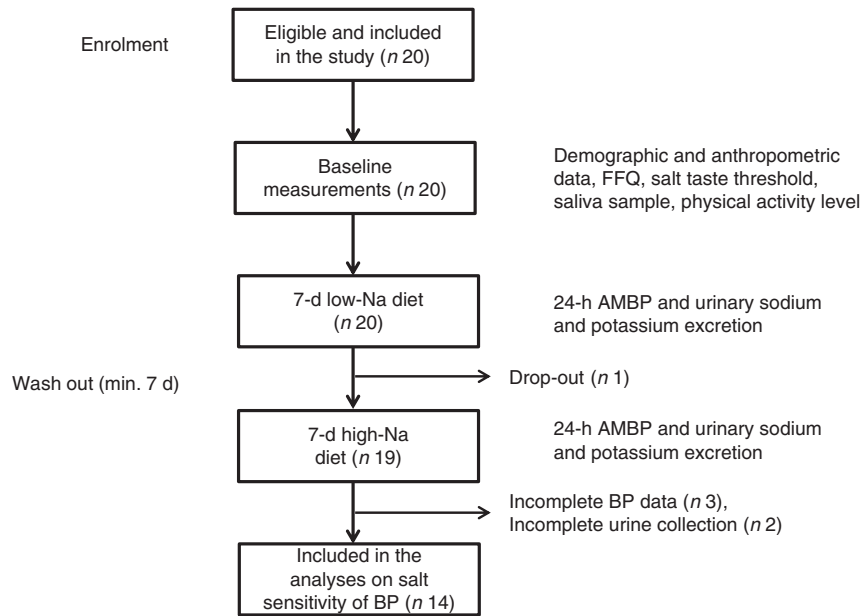 Enrolment
Eligible and included
in the study (n 20)
Baseline
measurements (n 20)
Demographic and anthropometric
data, FFQ, salt taste threshold,
saliva sample, physical activity level
7-d low-Na diet
(n 20)
24-h AMBP and urinary sodium
and potassium excretion
Wash out (min. 7 d)
Drop-out (n 1)
7-d high-Na
diet (n 19)
24-h AMBP and urinary sodium
and potassium excretion
Incomplete BP data (n 3),
Incomplete urine collection (n 2)
Included in the
analyses on salt
sensitivity of BP (n 14)